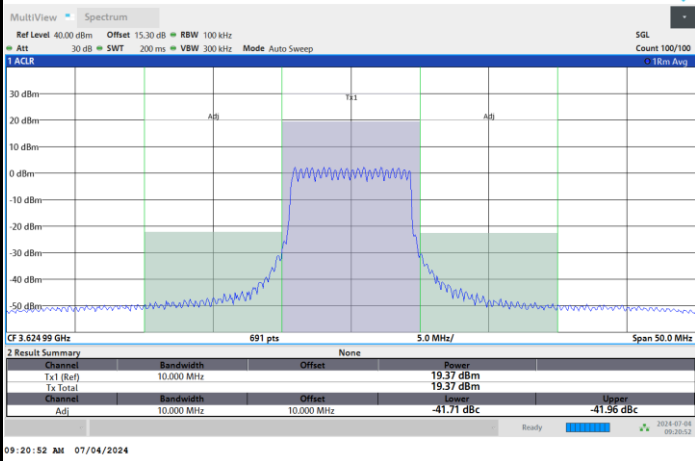 MultiView Spectrum
Ref Level 40.00 dBm Offset 15.30 dB RBW 100 kHz SGL
Att 30 dB SWT 200 ms VBW 300 kHz Mode Auto Sweep Count 100/100
1 ACLR 1Rm Avg
30 dBm
Tx1
20 dBm
Adj Adj
10 dBm
0 dBm
-10 dBm
-20 dBm
-30 dBm
-40 dBm
-50 dBm
CF 3.624 99 GHz 691 pts 5.0 MHz/ Span 50.0 MHz
2 Result Summary None
Channel Bandwidth Offset Power
Tx1 (Ref) 10.000 MHz 19.37 dBm
Tx Total 19.37 dBm
Channel Bandwidth Offset Lower Upper
Adj 10.000 MHz 10.000 MHz -41.71 dBc -41.96 dBc
Ready 2024-07-04
09:20:52
09:20:52 AM 07/04/2024